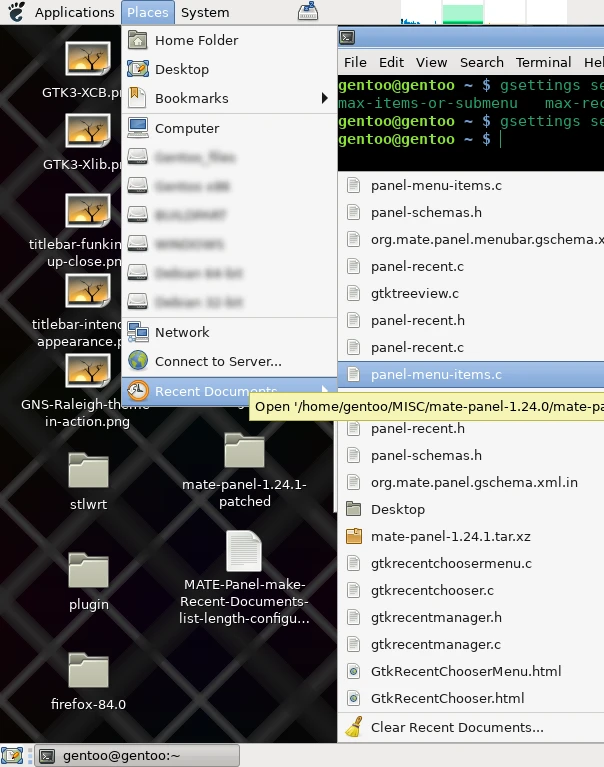 Applications Places System
Home Folder
Desktop
Bookmarks
Computer
Network
Connect to Server...
Recent Documents
GTK3-XCB.pn
GTK3-Xlib.pn
titlebar-funkin
up-close.png
titlebar-intend
appearance.p
GNS-Raleigh-the
in-action.png
stlwrt
plugin
firefox-84.0
mate-panel-1.24.1-
patched
MATE-Panel-make-
Recent-Documents-
list-length-configu...
File Edit View Search Terminal Hel
gentoo@gentoo ~ $ gsettings se
max-items-or-submenu max-rec
gentoo@gentoo ~ $ gsettings se
gentoo@gentoo ~ $
panel-menu-items.c
panel-schemas.h
org.mate.panel.menubar.gschema.x
panel-recent.c
gtktreeview.c
panel-recent.h
panel-recent.c
panel-menu-items.c
Open '/home/gentoo/MISC/mate-panel-1.24.0/mate-pa
panel-recent.h
panel-schemas.h
org.mate.panel.gschema.xml.in
Desktop
mate-panel-1.24.1.tar.xz
gtkrecentchoosermenu.c
gtkrecentchooser.c
gtkrecentmanager.h
gtkrecentmanager.c
GtkRecentChooserMenu.html
GtkRecentChooser.html
Clear Recent Documents...
gentoo@gentoo:~